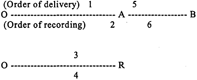 (Order of delivery) 1 5
O A B
(Order of recording) 2 6
3
O R
4